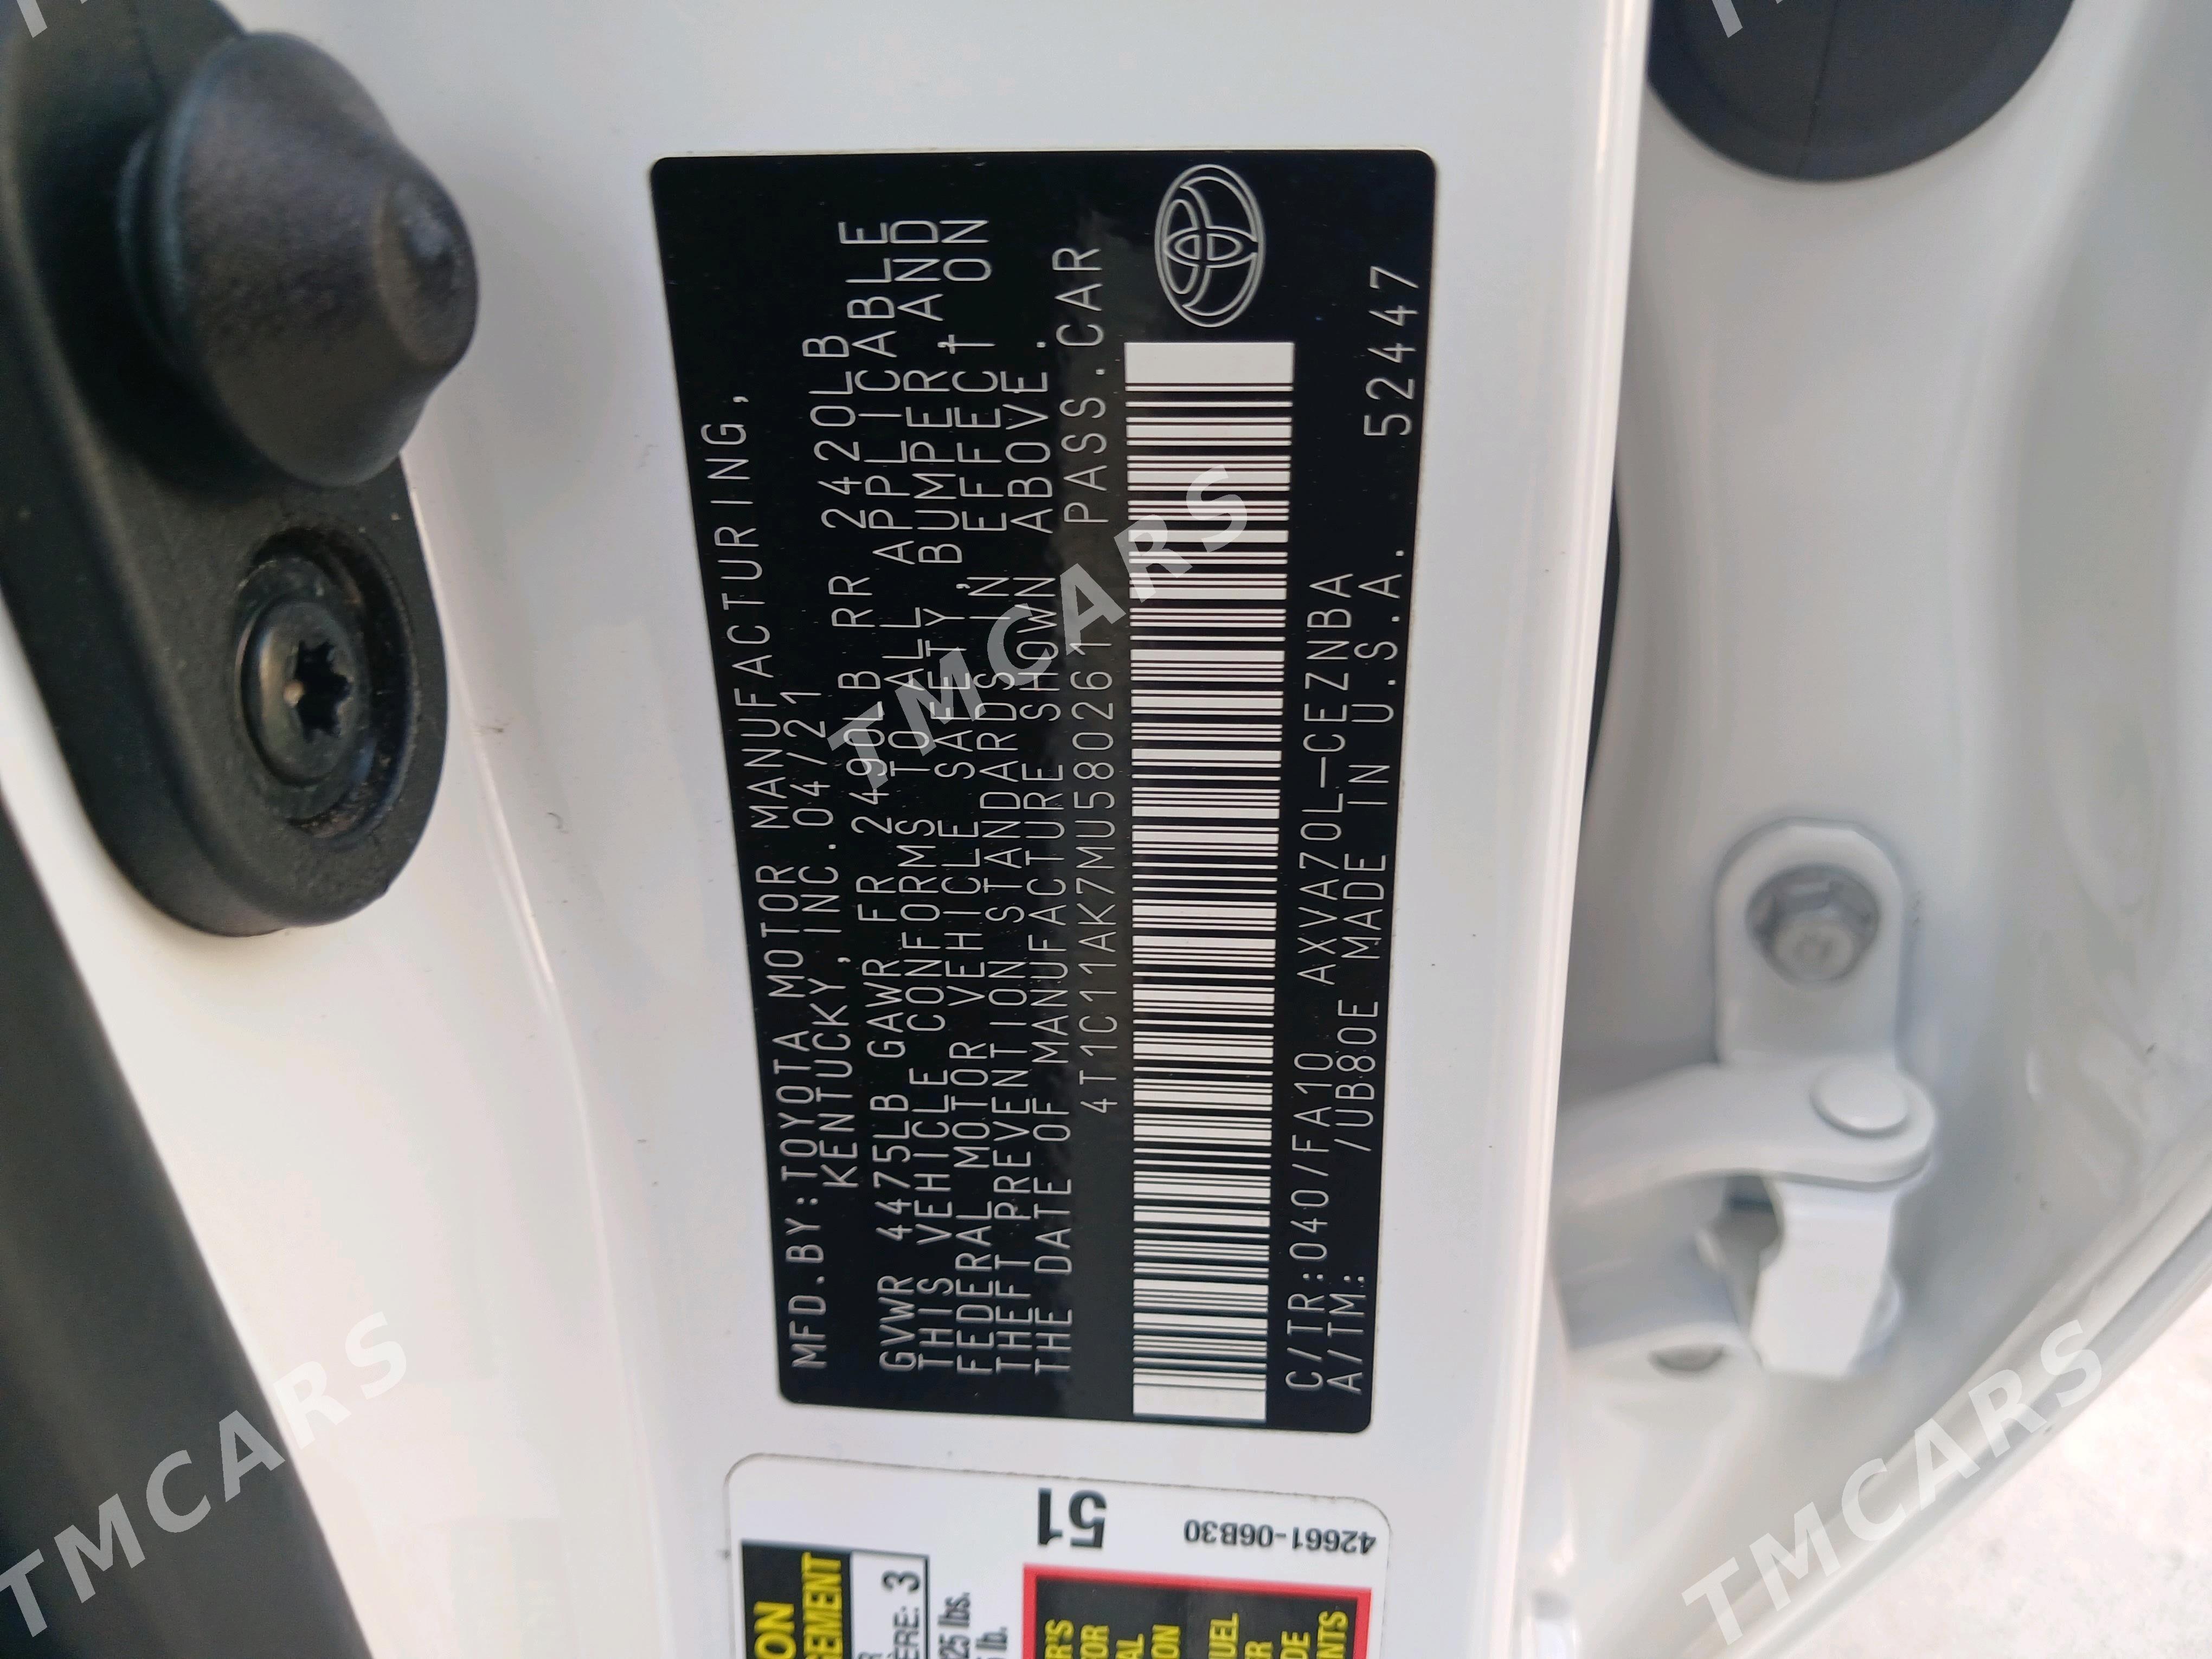 MFD.BY:TOYOTA MOTOR MANUFACTURING,
KENTUCKY, INC. 04/21
GVWR 4475LB GAWR FR 2490LB RR 2420LB
THIS VEHICLE CONFORMS TO ALL APPLICABLE
FEDERAL MOTOR VEHICLE SAFETY, BUMPER AND
THEFT PREVENTION STANDARDS IN EFFECT ON
THE DATE OF MANUFACTURE SHOWN ABOVE.
4T1C11AK7MU580261 PASS.CAR
C/TR:040/FA10 AXVA70L-CEZNBA
A/TM: /UB80E MADE IN U.S.A. 52447
51
42661-06B30
3
lbs.
lb.
TMCARS
TMCARS
TMCARS